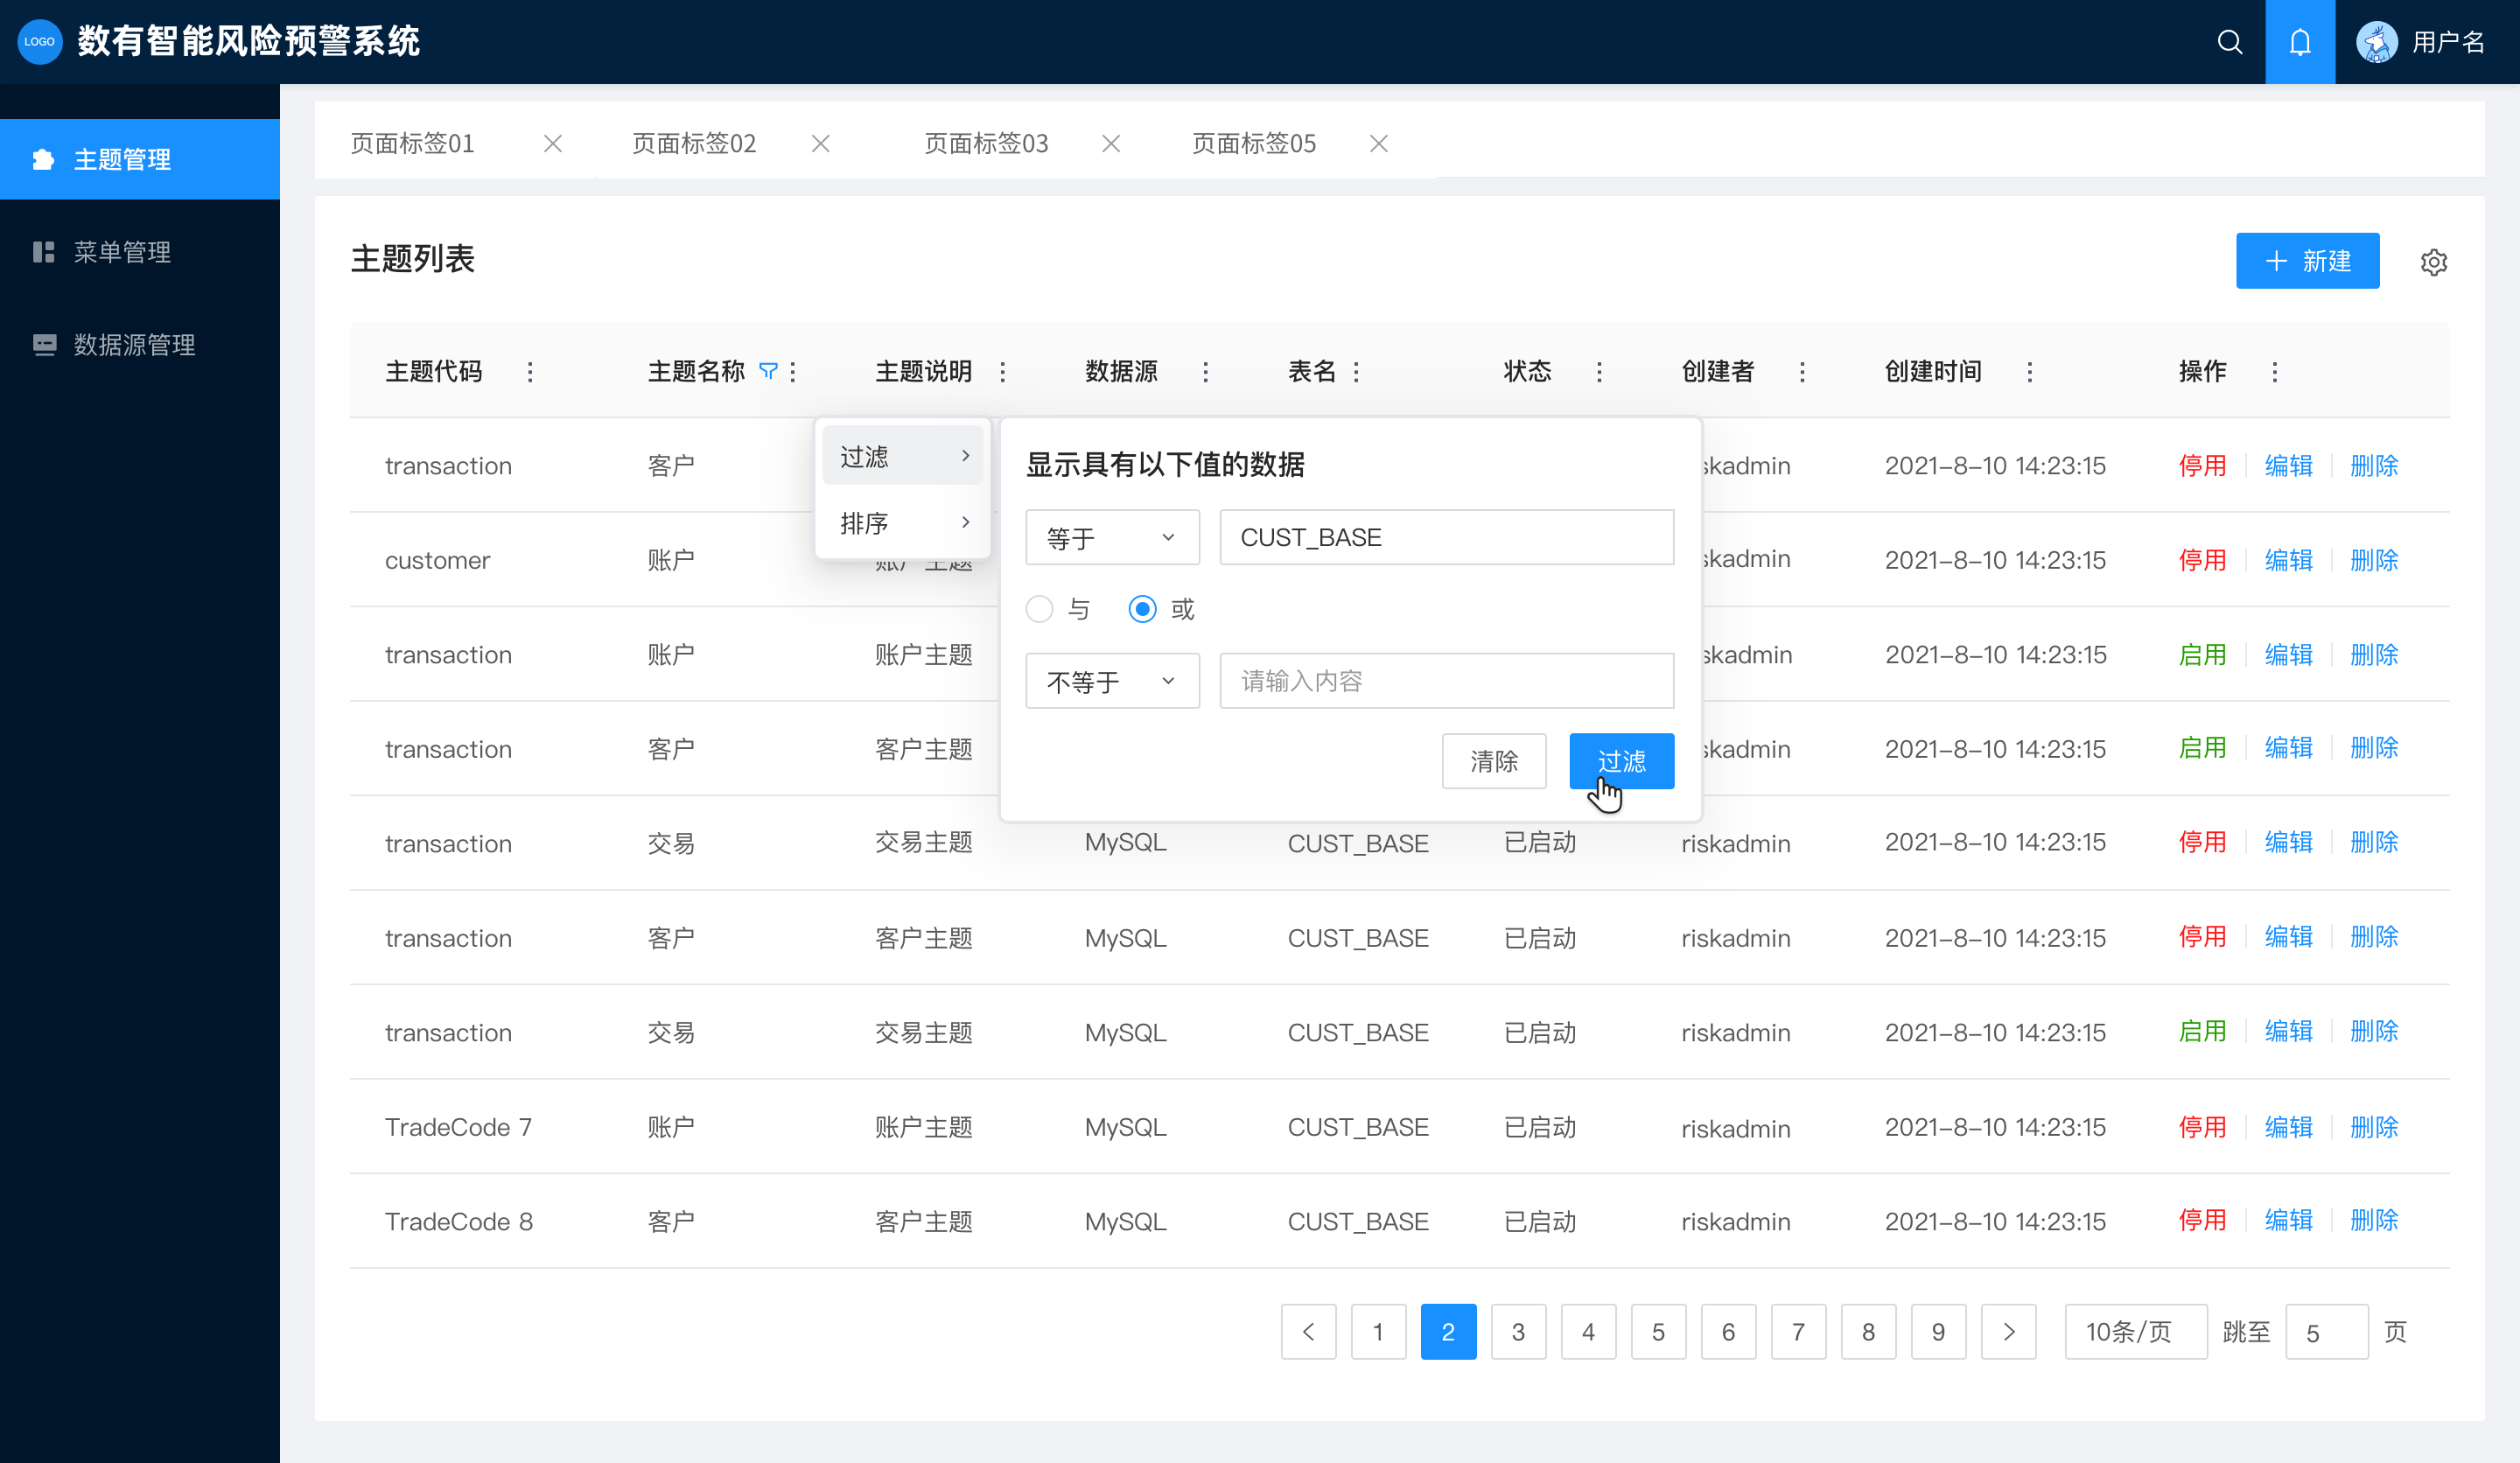 LOGO 数有智能风险预警系统 用户名
主题管理
菜单管理
数据源管理
页面标签01 页面标签02 页面标签03 页面标签05
主题列表 新建
主题代码 主题名称 主题说明 数据源 表名 状态 创建者 创建时间 操作
transaction 客户 skadmin 2021-8-10 14:23:15 停用 编辑 删除
customer 账户 账户主题 skadmin 2021-8-10 14:23:15 停用 编辑 删除
transaction 账户 账户主题 skadmin 2021-8-10 14:23:15 启用 编辑 删除
transaction 客户 客户主题 skadmin 2021-8-10 14:23:15 启用 编辑 删除
transaction 交易 交易主题 MySQL CUST_BASE 已启动 riskadmin 2021-8-10 14:23:15 停用 编辑 删除
transaction 客户 客户主题 MySQL CUST_BASE 已启动 riskadmin 2021-8-10 14:23:15 停用 编辑 删除
transaction 交易 交易主题 MySQL CUST_BASE 已启动 riskadmin 2021-8-10 14:23:15 启用 编辑 删除
TradeCode 7 账户 账户主题 MySQL CUST_BASE 已启动 riskadmin 2021-8-10 14:23:15 停用 编辑 删除
TradeCode 8 客户 客户主题 MySQL CUST_BASE 已启动 riskadmin 2021-8-10 14:23:15 停用 编辑 删除
过滤
排序
显示具有以下值的数据
等于 CUST_BASE
与 或
不等于 请输入内容
清除 过滤
1 2 3 4 5 6 7 8 9 10条/页 跳至 5 页